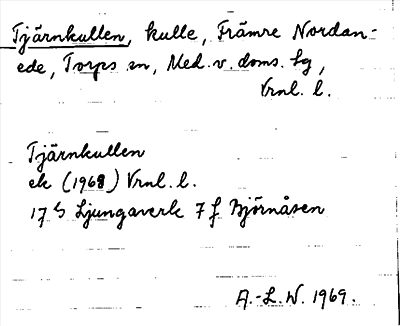 Tjärnkullen, kulle, Främre Nordan-
ede, Torps sn, Med. v. doms. lg,
Vrnl. l.
Tjärnkullen
ek (1968) Vrnl. l.
17 S Ljungaverk 7 f Björnåsen
A.-L. W. 1969.